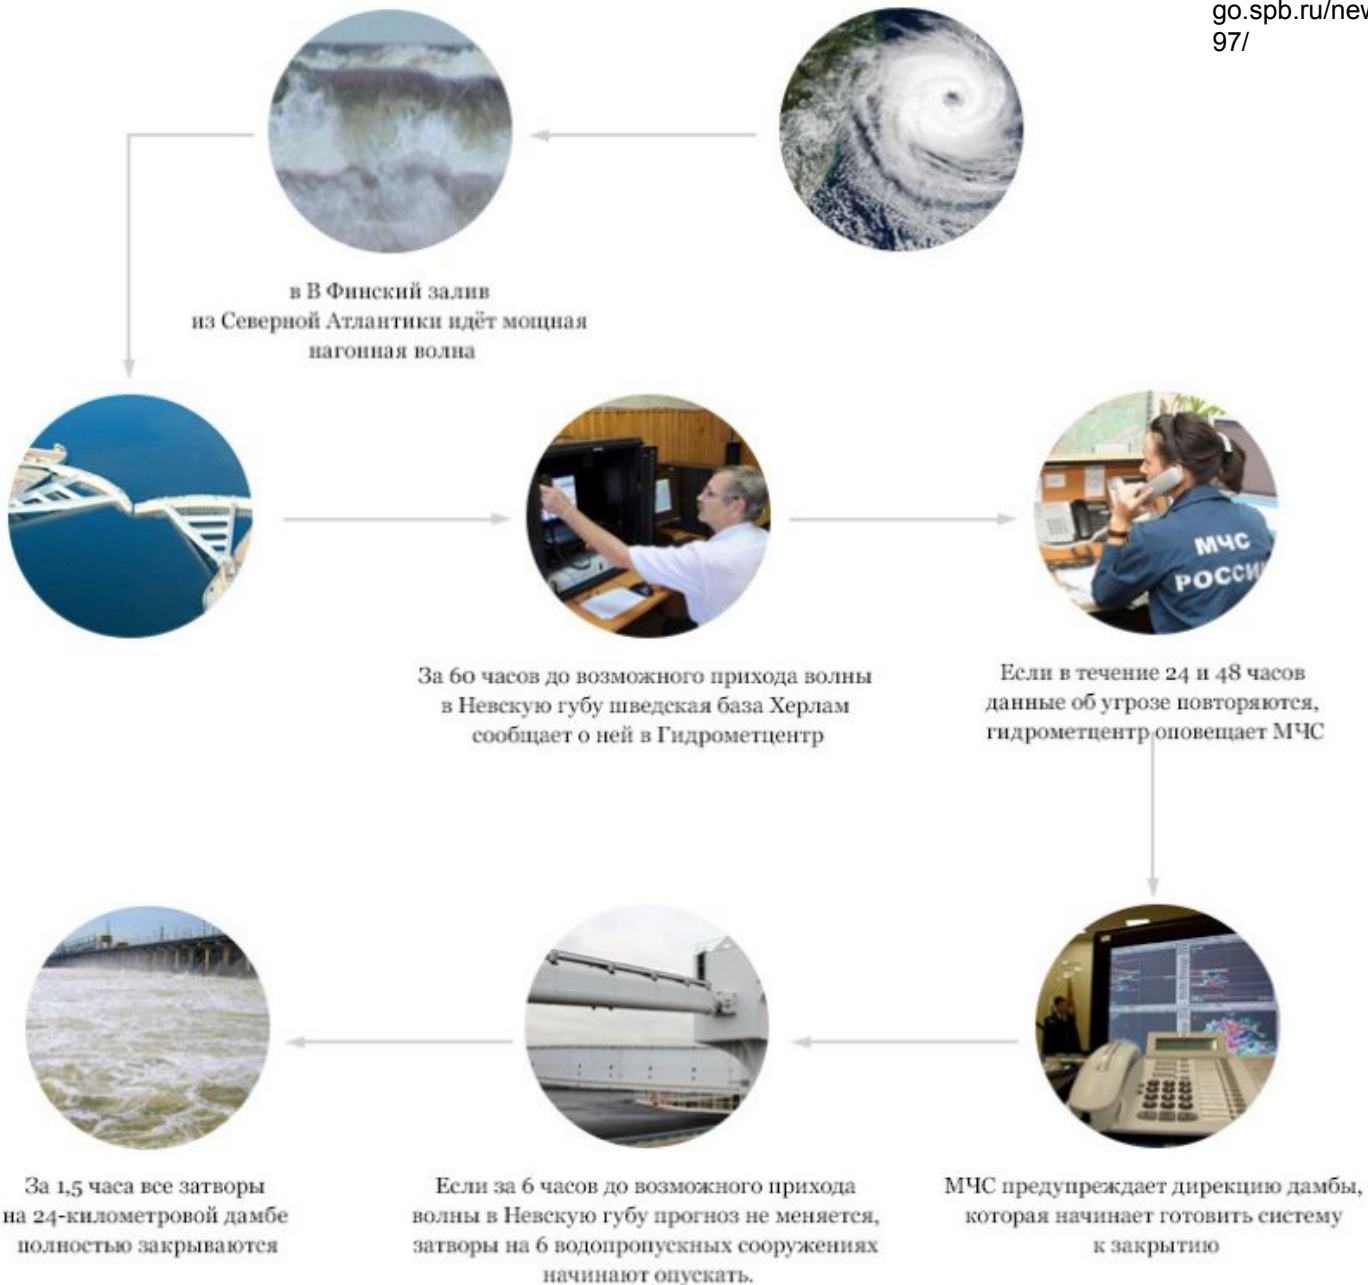 go.spb.ru/new
97/
в В Финский залив
из Северной Атлантики идёт мощная
нагонная волна
За 60 часов до возможного прихода волны
в Невскую губу шведская база Херлам
сообщает о ней в Гидрометцентр
МЧС
РОССИИ
Если в течение 24 и 48 часов
данные об угрозе повторяются,
гидрометцентр оповещает МЧС
За 1,5 часа все затворы
на 24-километровой дамбе
полностью закрываются
Если за 6 часов до возможного прихода
волны в Невскую губу прогноз не меняется,
затворы на 6 водопропускных сооружениях
начинают опускать.
МЧС предупреждает дирекцию дамбы,
которая начинает готовить систему
к закрытию